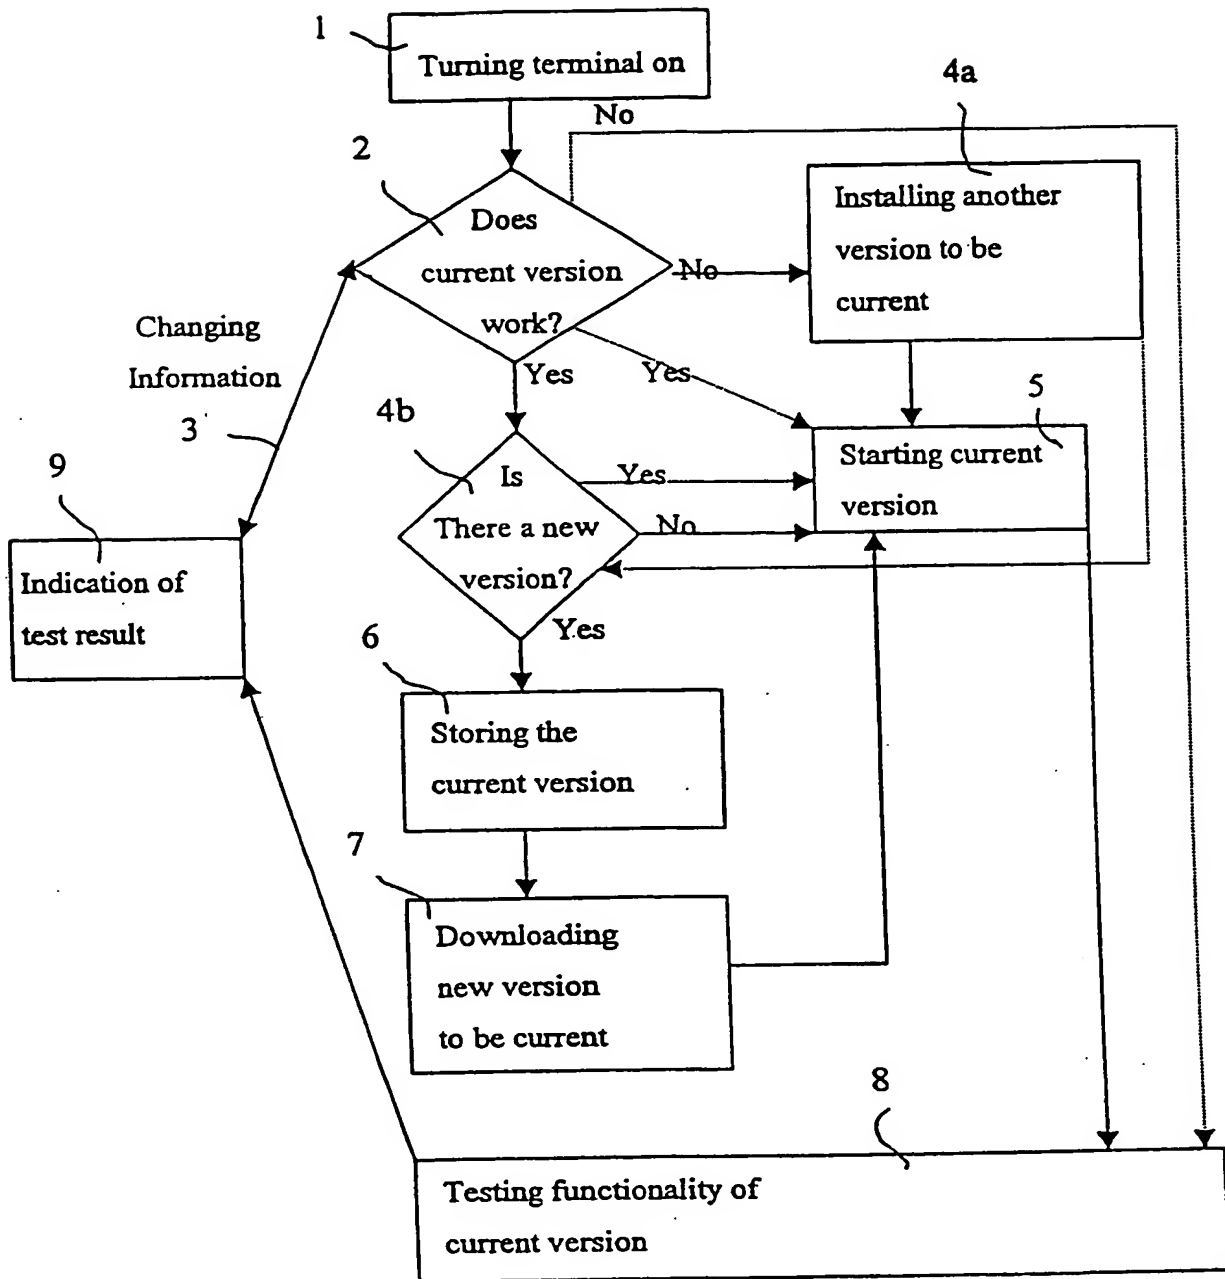 1
Turning terminal on
No
4a
2
Does
current version
work?
No
Installing another
version to be
current
Changing
Information
3
Yes
Yes
4b
5
Is
There a new
version?
Yes
No
Starting current
version
9
Indication of
test result
Yes
6
Storing the
current version
7
Downloading
new version
to be current
8
Testing functionality of
current version